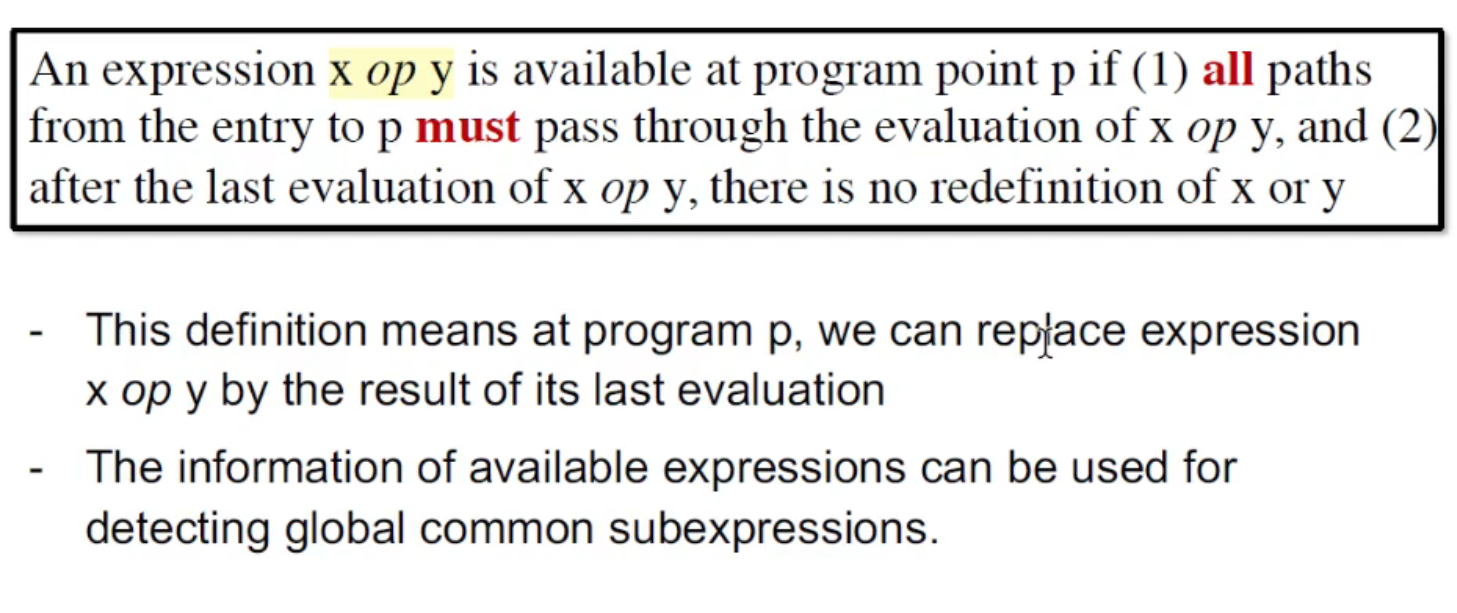 An expression x op y is available at program point p if (1) all paths
from the entry to p must pass through the evaluation of x op y, and (2)
after the last evaluation of x op y, there is no redefinition of x or y
- This definition means at program p, we can replace expression
x op y by the result of its last evaluation
- The information of available expressions can be used for
detecting global common subexpressions.